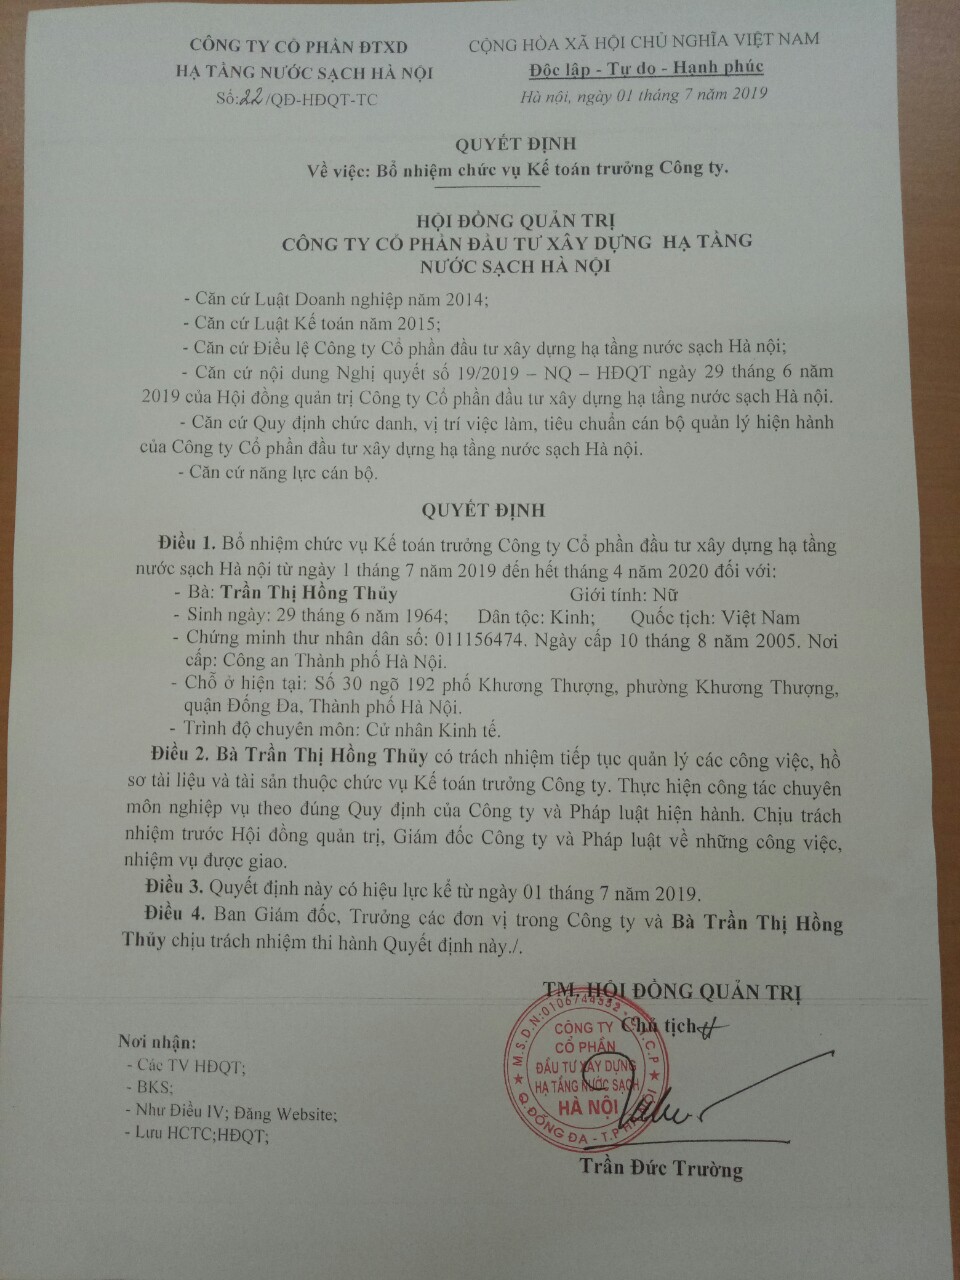 CÔNG TY CỔ PHẦN ĐTXD
HẠ TẦNG NƯỚC SẠCH HÀ NỘI
Số:22/QĐ-HĐQT-TC
CỘNG HÒA XÃ HỘI CHỦ NGHĨA VIỆT NAM
Độc lập - Tự do - Hạnh phúc
Hà nội, ngày 01 tháng 7 năm 2019
QUYẾT ĐỊNH
Về việc: Bổ nhiệm chức vụ Kế toán trưởng Công ty.
HỘI ĐỒNG QUẢN TRỊ
CÔNG TY CỔ PHẦN ĐẦU TƯ XÂY DỰNG HẠ TẦNG
NƯỚC SẠCH HÀ NỘI
- Căn cứ Luật Doanh nghiệp năm 2014;
- Căn cứ Luật Kế toán năm 2015;
- Căn cứ Điều lệ Công ty Cổ phần đầu tư xây dựng hạ tầng nước sạch Hà nội;
- Căn cứ nội dung Nghị quyết số 19/2019 – NQ – HĐQT ngày 29 tháng 6 năm
2019 của Hội đồng quản trị Công ty Cổ phần đầu tư xây dựng hạ tầng nước sạch Hà nội.
- Căn cứ Quy định chức danh, vị trí việc làm, tiêu chuẩn cán bộ quản lý hiện hành
của Công ty Cổ phần đầu tư xây dựng hạ tầng nước sạch Hà nội.
- Căn cứ năng lực cán bộ.
QUYẾT ĐỊNH
Điều 1. Bổ nhiệm chức vụ Kế toán trưởng Công ty Cổ phần đầu tư xây dựng hạ tầng
nước sạch Hà nội từ ngày 1 tháng 7 năm 2019 đến hết tháng 4 năm 2020 đối với:
- Bà: Trần Thị Hồng Thủy Giới tính: Nữ
- Sinh ngày: 29 tháng 6 năm 1964; Dân tộc: Kinh; Quốc tịch: Việt Nam
- Chứng minh thư nhân dân số: 011156474. Ngày cấp 10 tháng 8 năm 2005. Nơi
cấp: Công an Thành phố Hà Nội.
- Chỗ ở hiện tại: Số 30 ngõ 192 phố Khương Thượng, phường Khương Thượng,
quận Đống Đa, Thành phố Hà Nội.
- Trình độ chuyên môn: Cử nhân Kinh tế.
Điều 2. Bà Trần Thị Hồng Thủy có trách nhiệm tiếp tục quản lý các công việc, hồ
sơ tài liệu và tài sản thuộc chức vụ Kế toán trưởng Công ty. Thực hiện công tác chuyên
môn nghiệp vụ theo đúng Quy định của Công ty và Pháp luật hiện hành. Chịu trách
nhiệm trước Hội đồng quản trị, Giám đốc Công ty và Pháp luật về những công việc,
nhiệm vụ được giao.
Điều 3. Quyết định này có hiệu lực kể từ ngày 01 tháng 7 năm 2019.
Điều 4. Ban Giám đốc, Trưởng các đơn vị trong Công ty và Bà Trần Thị Hồng
Thủy chịu trách nhiệm thi hành Quyết định này./.
TM. HỘI ĐỒNG QUẢN TRỊ
Chủ tịch
M.S.D.N:0106744552 - C.T.C.P
CÔNG TY
CỔ PHẦN
ĐẦU TƯ XÂY DỰNG
HẠ TẦNG NƯỚC SẠCH
HÀ NỘI
Q.ĐỐNG ĐA - T.P HÀ NỘI
Trần Đức Trường
Nơi nhận:
- Các TV HĐQT;
- BKS;
- Như Điều IV; Đăng Website;
- Lưu HCTC;HĐQT;